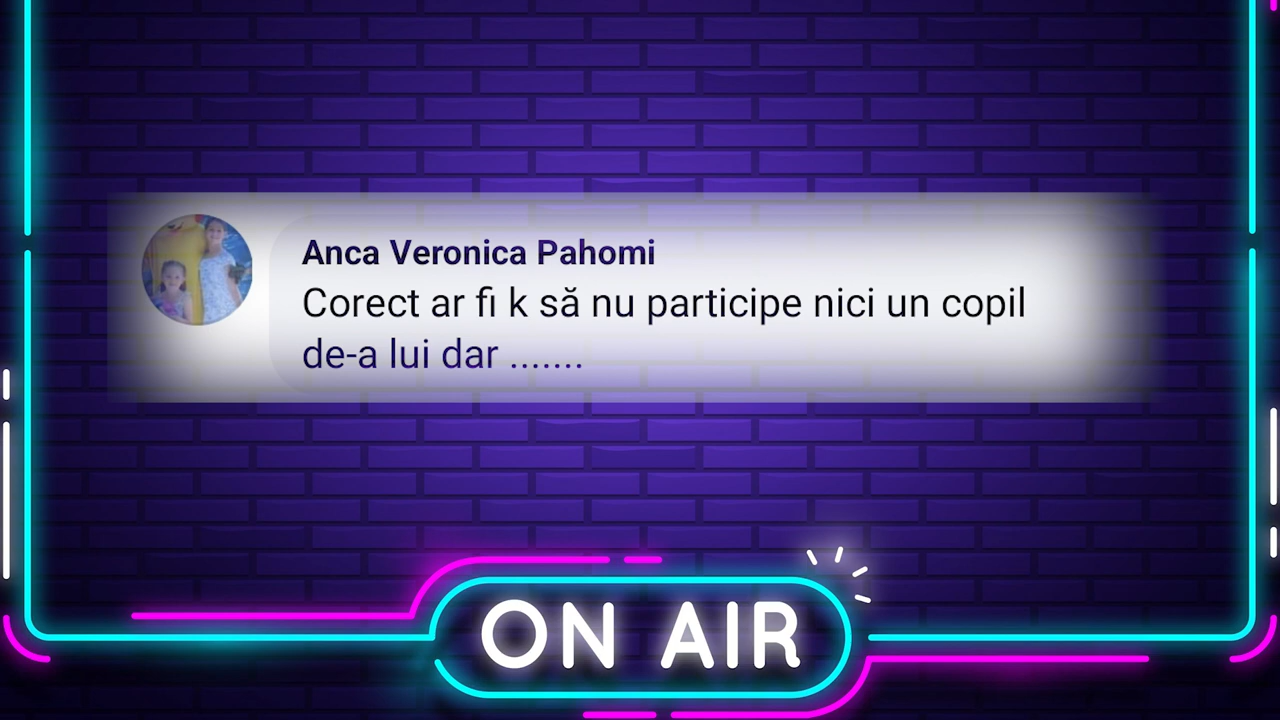 Anca Veronica Pahomi
Corect ar fi k să nu participe nici un copil
de-a lui dar .......
ON AIR